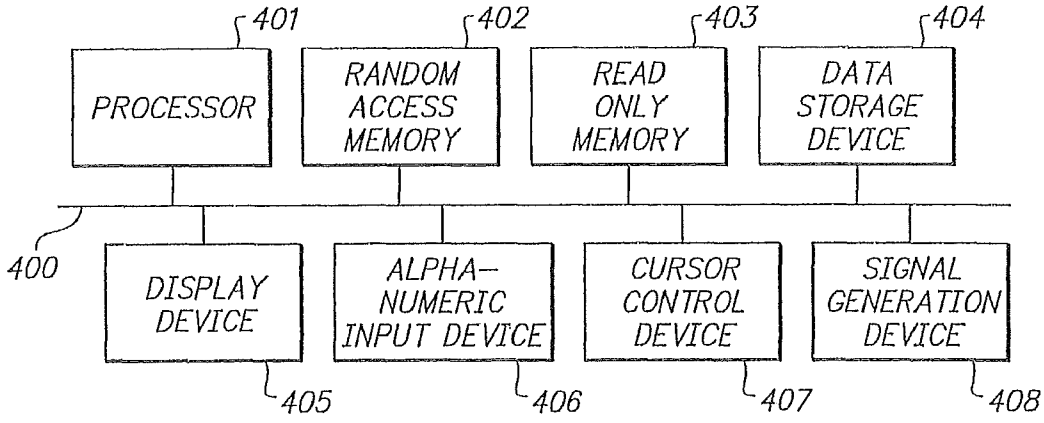 401
402
403
404
PROCESSOR
RANDOM
ACCESS
MEMORY
READ
ONLY
MEMORY
DATA
STORAGE
DEVICE
400
DISPLAY
DEVICE
ALPHA-
NUMERIC
INPUT DEVICE
CURSOR
CONTROL
DEVICE
SIGNAL
GENERATION
DEVICE
405
406
407
408